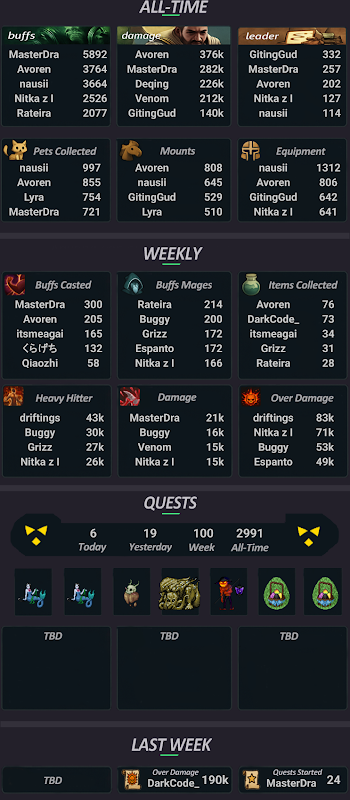 ALL-TIME
buffs
MasterDra 5892
Avoren 3764
nausii 3664
Nitka z l 2526
Rateira 2077
damage
Avoren 376k
MasterDra 282k
Deqing 226k
Venom 212k
GitingGud 140k
leader
GitingGud 332
MasterDra 257
Avoren 202
Nitka z l 127
nausii 114
Pets Collected
nausii 997
Avoren 855
Lyra 754
MasterDra 721
Mounts
Avoren 808
nausii 645
GitingGud 529
Lyra 510
Equipment
nausii 1312
Avoren 806
GitingGud 642
Nitka z l 641
WEEKLY
Buffs Casted
MasterDra 300
Avoren 205
itsmeagai 165
くらげち 132
Qiaozhi 58
Buffs Mages
Rateira 214
Buggy 200
Grizz 172
Espanto 172
Nitka z l 166
Items Collected
Avoren 76
DarkCode_ 73
itsmeagai 34
Grizz 31
Rateira 28
Heavy Hitter
driftings 43k
Buggy 30k
Grizz 27k
Nitka z l 26k
Damage
MasterDra 21k
Buggy 16k
Venom 15k
Nitka z l 15k
Over Damage
driftings 83k
Nitka z l 71k
Buggy 53k
Espanto 49k
QUESTS
6 19 100 2991
Today Yesterday Week All-Time
TBD TBD TBD
LAST WEEK
TBD
Over Damage
DarkCode_ 190k
Quests Started
MasterDra 24